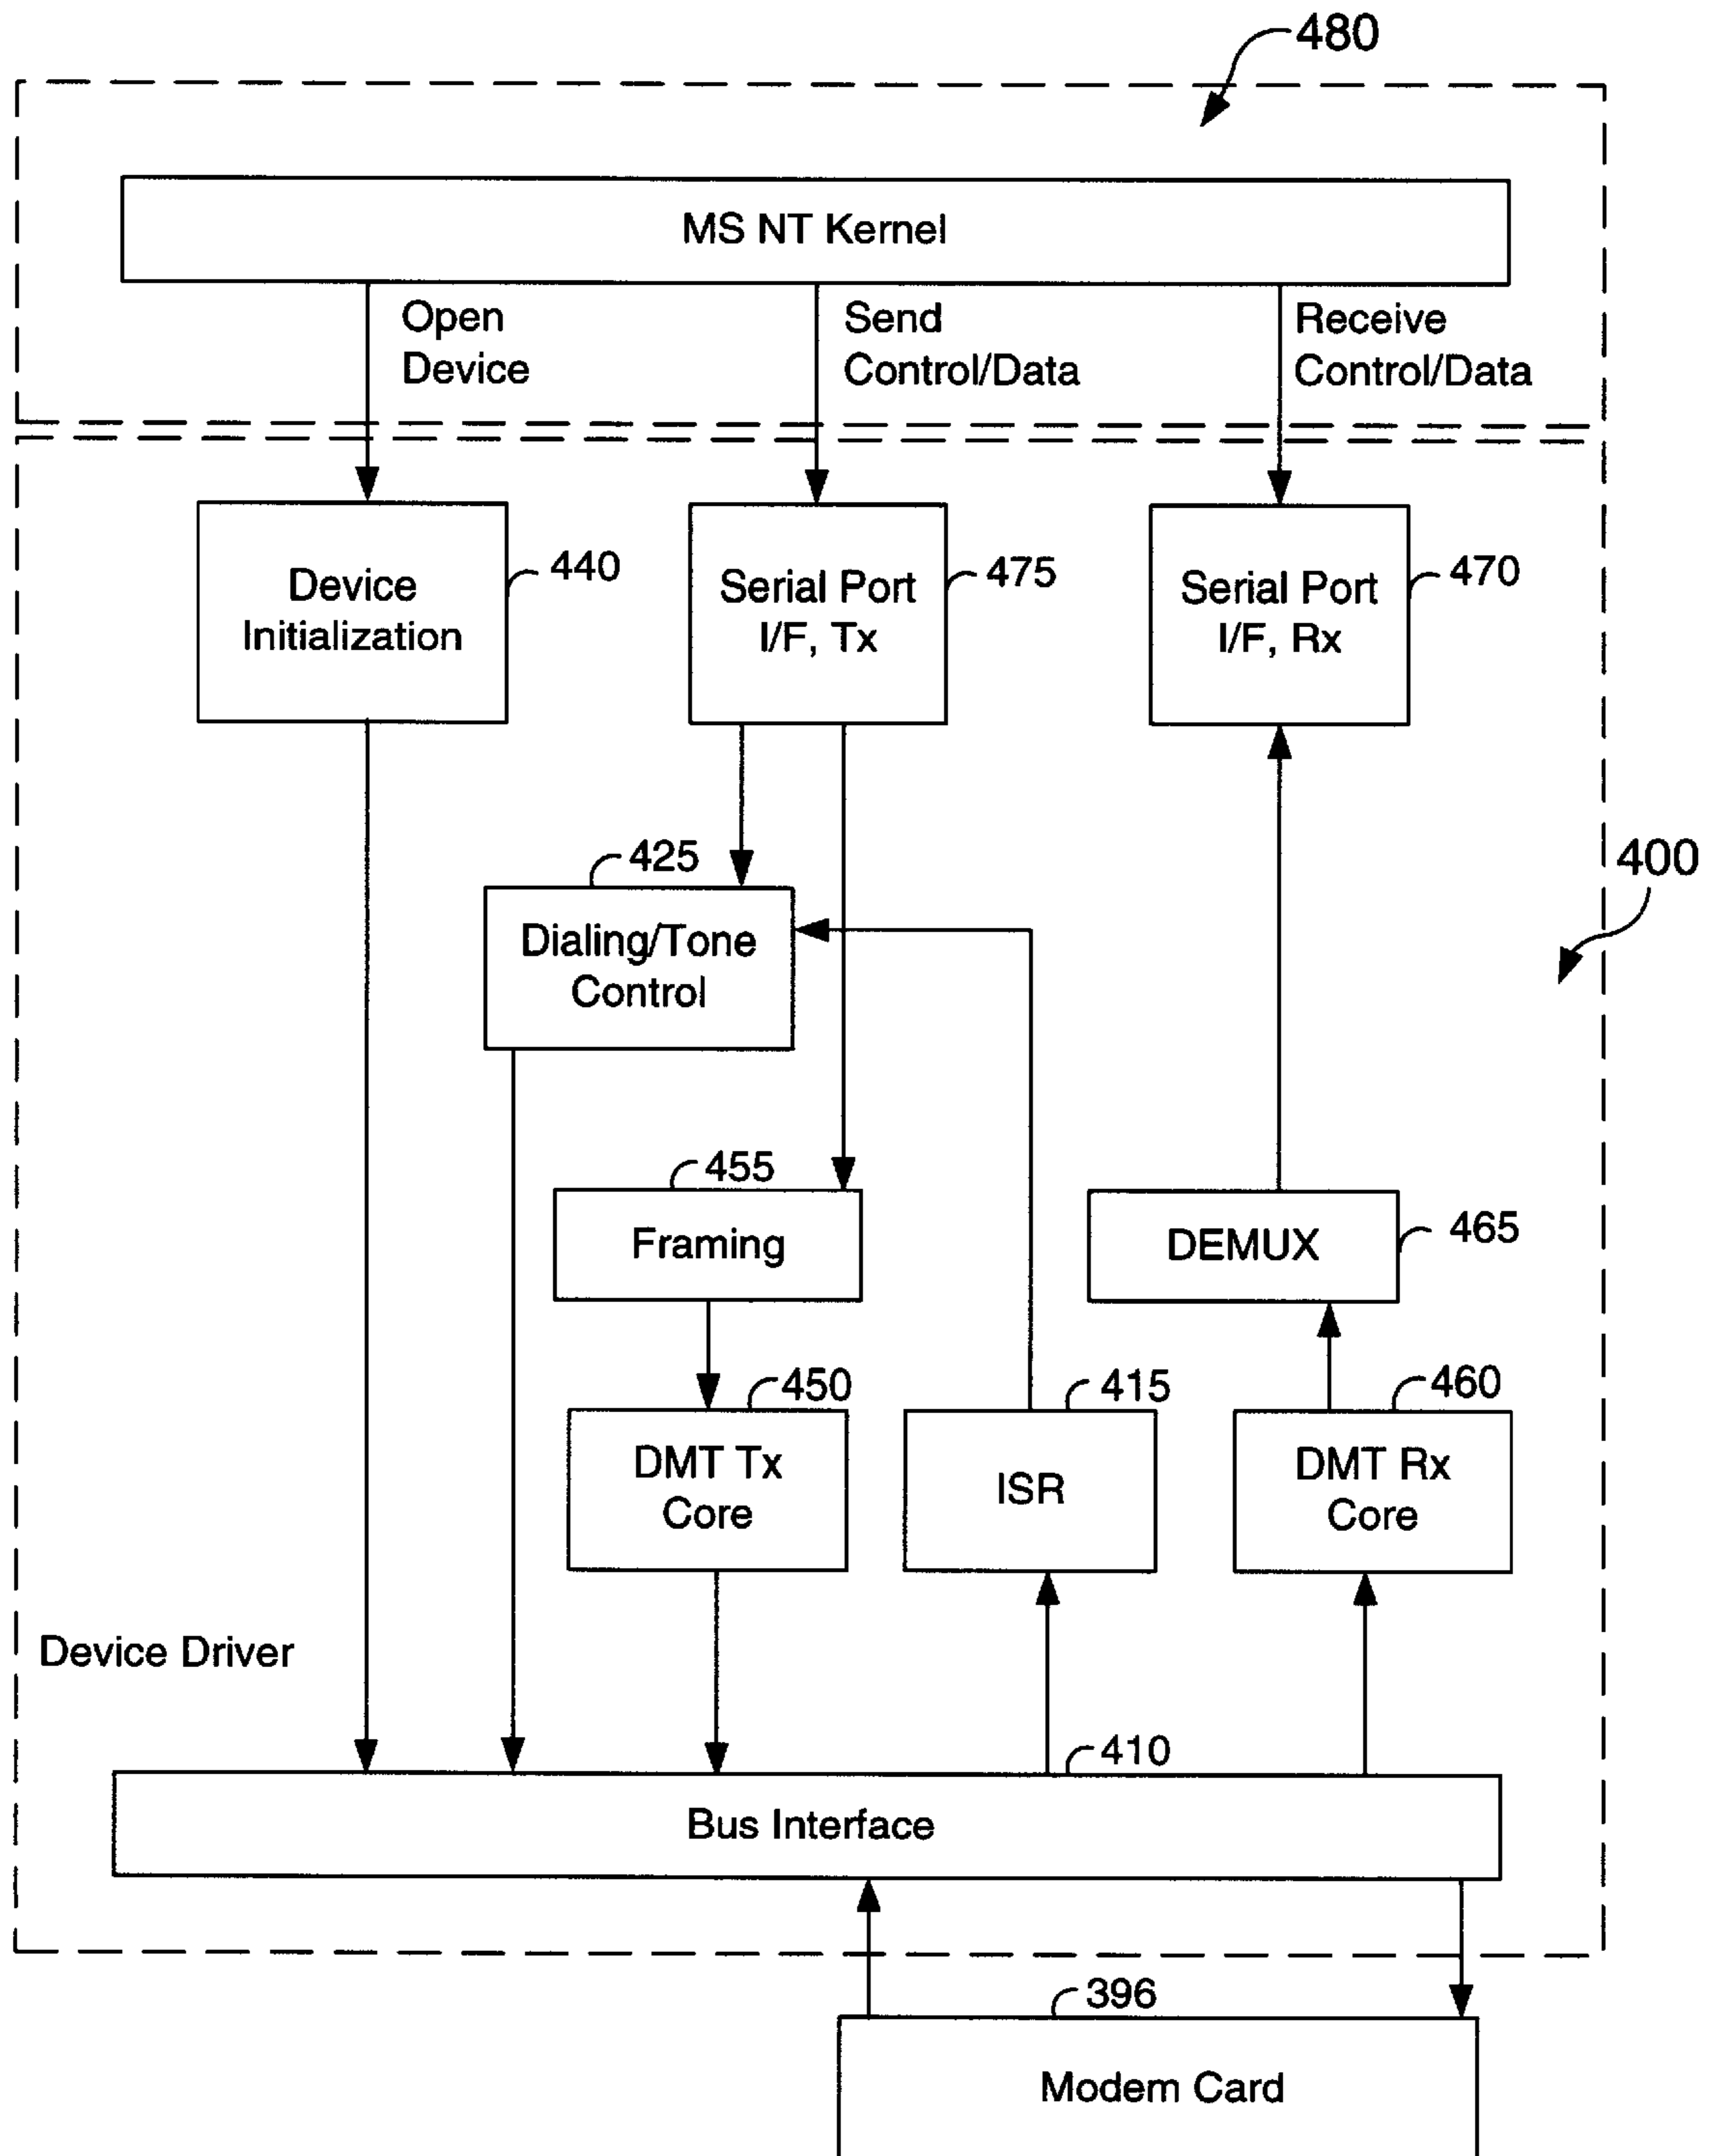 480
MS NT Kernel
Open
Device
Send
Control/Data
Receive
Control/Data
Device
Initialization
440
Serial Port
I/F, Tx
475
Serial Port
I/F, Rx
470
400
425
Dialing/Tone
Control
455
Framing
DEMUX
465
450
DMT Tx
Core
415
ISR
460
DMT Rx
Core
Device Driver
410
Bus Interface
396
Modem Card